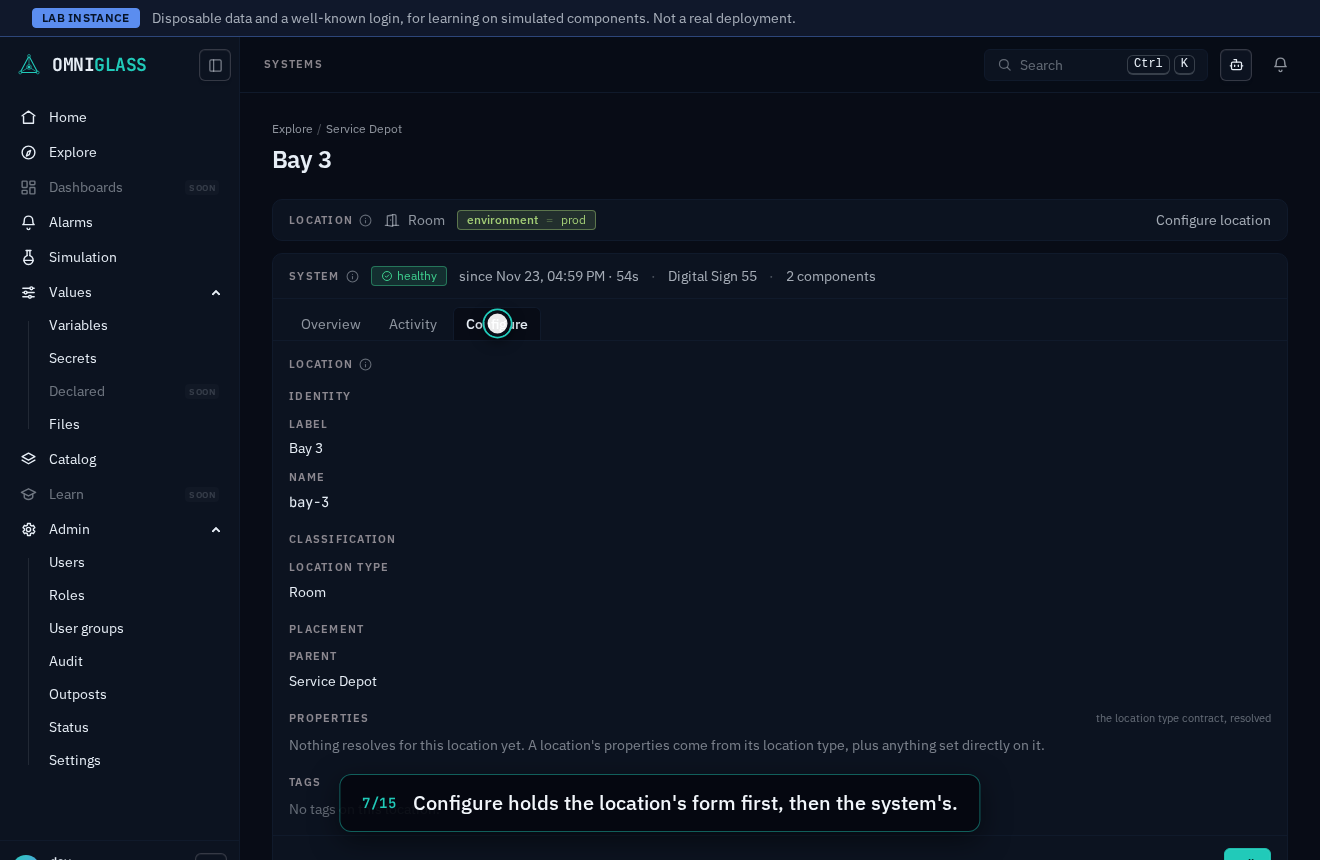 LAB INSTANCE Disposable data and a well-known login, for learning on simulated components. Not a real deployment.
OMNIGLASS
SYSTEMS
Search Ctrl K
Home
Explore
Dashboards SOON
Alarms
Simulation
Values
Variables
Secrets
Declared SOON
Files
Catalog
Learn SOON
Admin
Users
Roles
User groups
Audit
Outposts
Status
Settings
Explore / Service Depot
Bay 3
LOCATION Room environment = prod Configure location
SYSTEM healthy since Nov 23, 04:59 PM · 54s · Digital Sign 55 · 2 components
Overview Activity Configure
LOCATION
IDENTITY
LABEL
Bay 3
NAME
bay-3
CLASSIFICATION
LOCATION TYPE
Room
PLACEMENT
PARENT
Service Depot
PROPERTIES the location type contract, resolved
Nothing resolves for this location yet. A location's properties come from its location type, plus anything set directly on it.
TAGS
No tags
7/15 Configure holds the location's form first, then the system's.